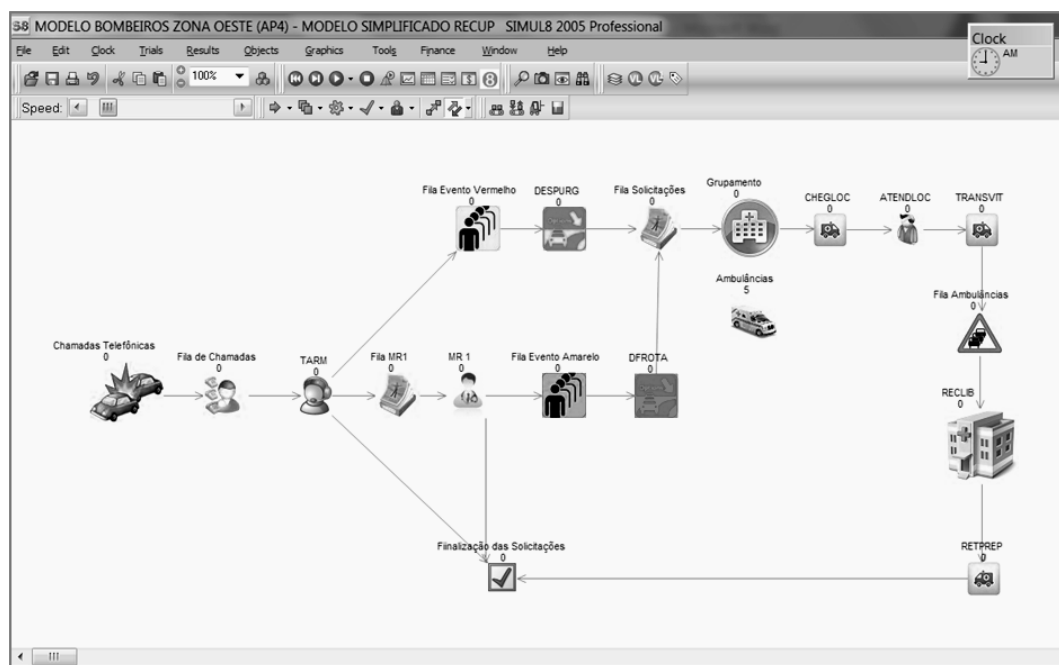 S8 MODELO BOMBEIROS ZONA OESTE (AP4) - MODELO SIMPLIFICADO RECUP   SIMUL8 2005 Professional
Clock
AM
File Edit Clock Trials Results Objects Graphics Tools Finance Window Help
100%
Speed:
Fila Evento Vermelho
0
DESPURG
0
Fila Solicitações
0
Grupamento
0
CHEGLOC
0
ATENDLOC
0
TRANSVIT
0
Ambulâncias
5
Fila Ambulâncias
0
Chamadas Telefônicas
0
Fila de Chamadas
0
TARM
0
Fila MR1
0
MR 1
0
Fila Evento Amarelo
0
DFROTA
0
RECLIB
0
Fiinalização das Solicitações
0
RETPREP
0